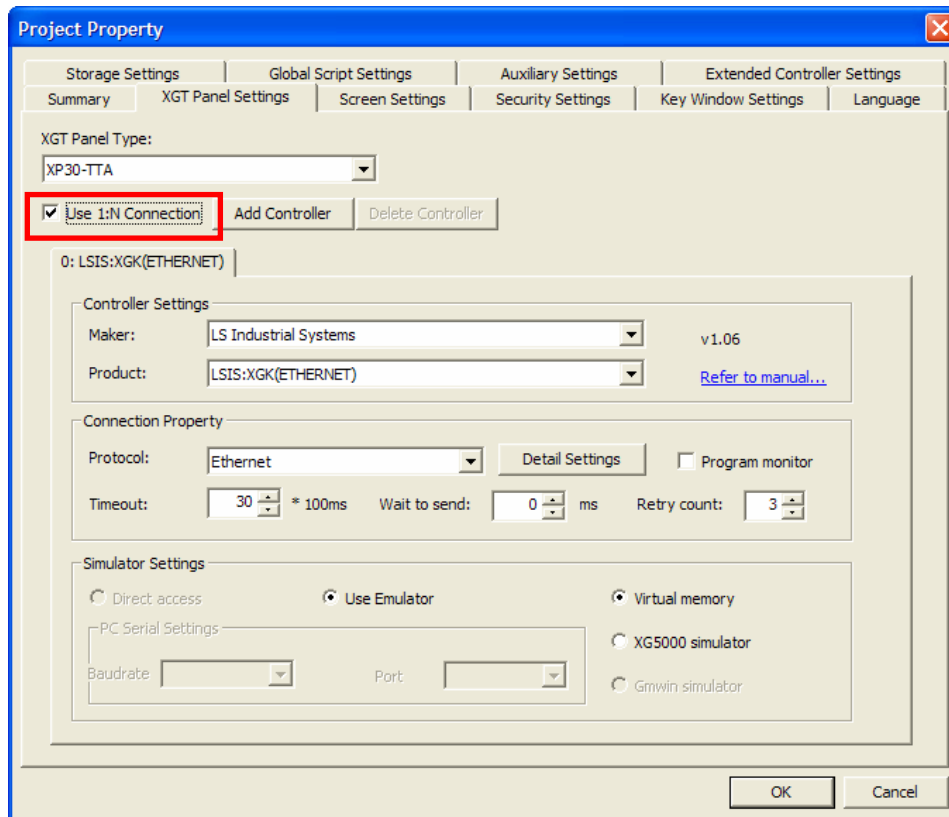 Project Property
Storage Settings Global Script Settings Auxiliary Settings Extended Controller Settings
Summary XGT Panel Settings Screen Settings Security Settings Key Window Settings Language
XGT Panel Type:
XP30-TTA
Use 1:N Connection Add Controller Delete Controller
0: LSIS:XGK(ETHERNET)
Controller Settings
Maker: LS Industrial Systems v1.06
Product: LSIS:XGK(ETHERNET) Refer to manual...
Connection Property
Protocol: Ethernet Detail Settings Program monitor
Timeout: 30 * 100ms Wait to send: 0 ms Retry count: 3
Simulator Settings
Direct access Use Emulator Virtual memory
PC Serial Settings
XG5000 simulator
Baudrate Port Gmwin simulator
OK Cancel